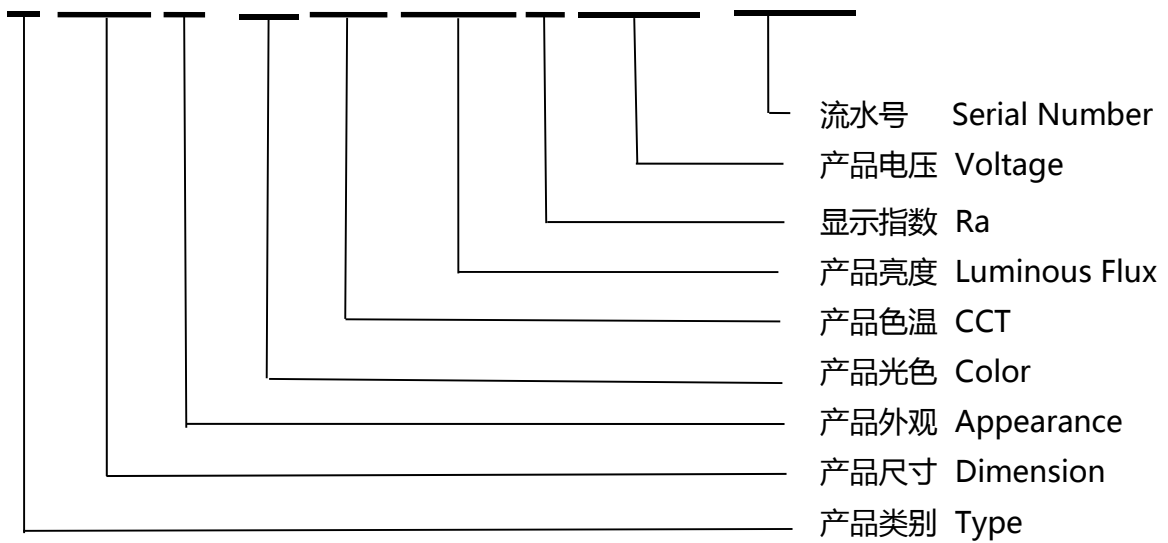 流水号 Serial Number
产品电压 Voltage
显示指数 Ra
产品亮度 Luminous Flux
产品色温 CCT
产品光色 Color
产品外观 Appearance
产品尺寸 Dimension
产品类别 Type